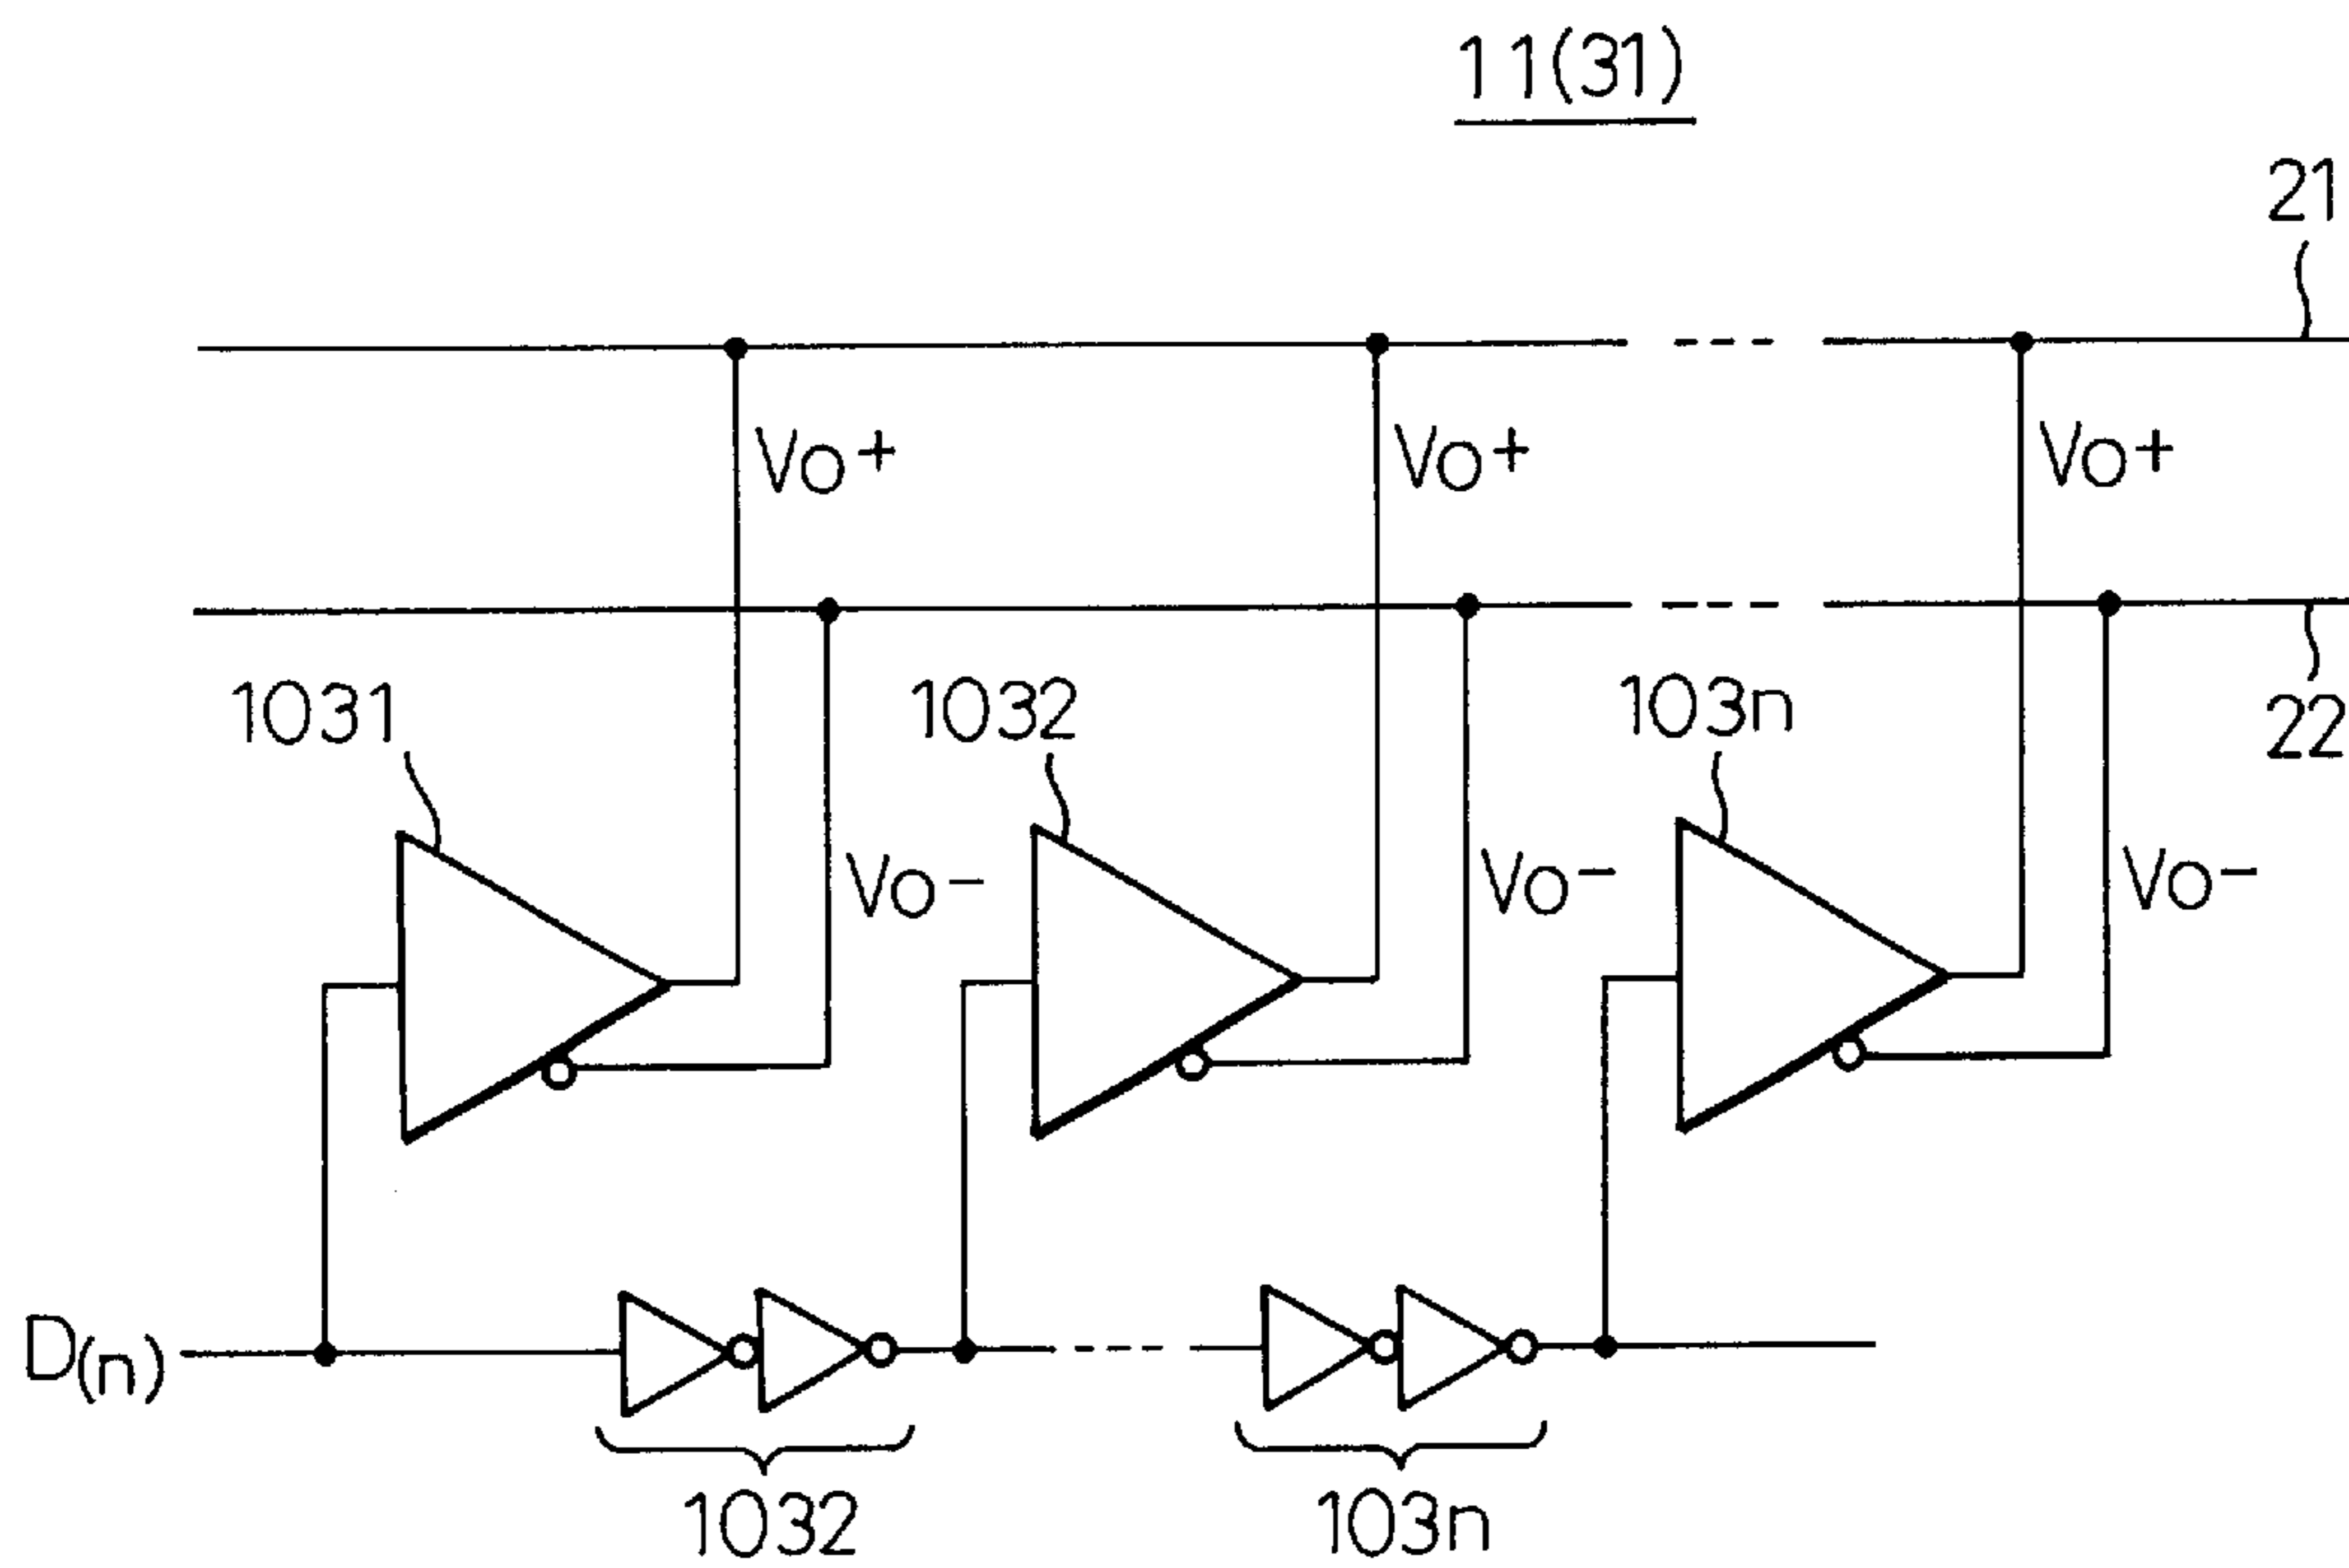 11(31)
21
Vo+ Vo+ Vo+
1031 1032 103n
22
Vo- Vo- Vo-
D(n)
1032 103n